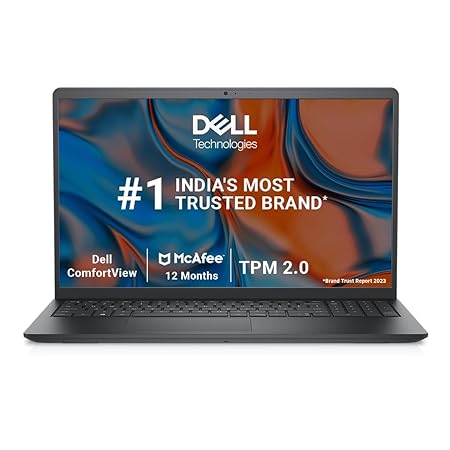 DELL
Technologies
#1 INDIA'S MOST
TRUSTED BRAND*
Dell
ComfortView
McAfee
12 Months
TPM 2.0
*Brand Trust Report 2023